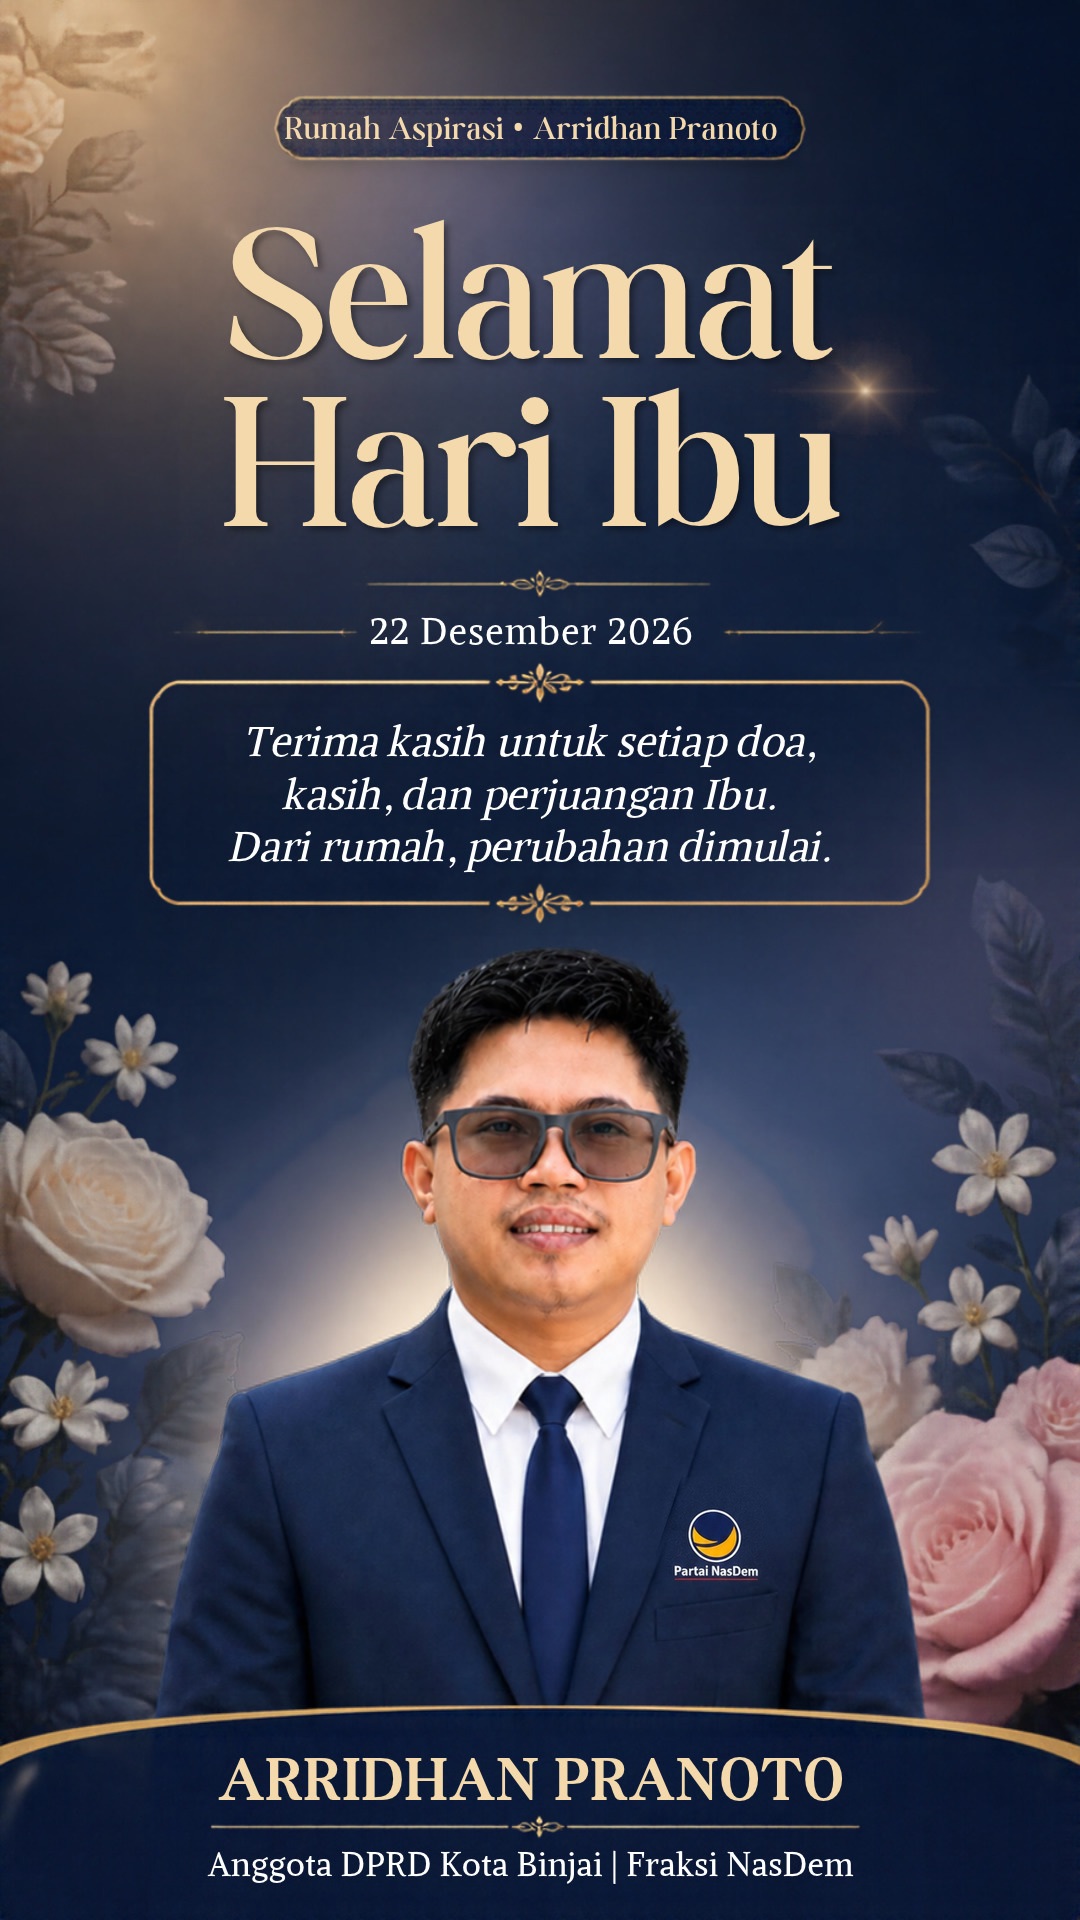 Rumah Aspirasi • Arridhan Pranoto
Selamat
Hari Ibu
22 Desember 2026
Terima kasih untuk setiap doa,
kasih, dan perjuangan Ibu.
Dari rumah, perubahan dimulai.
Partai NasDem
ARRIDHAN PRANOTO
Anggota DPRD Kota Binjai | Fraksi NasDem